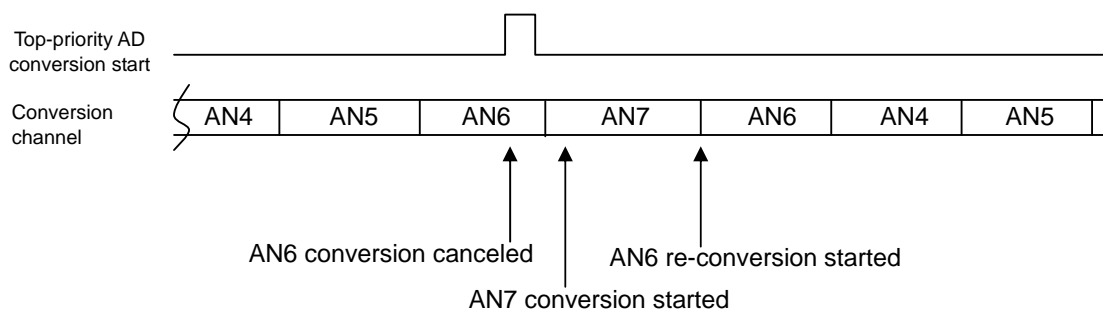 Top-priority AD
conversion start
Conversion
channel
AN4 AN5 AN6 AN7 AN6 AN4 AN5
AN6 conversion canceled
AN6 re-conversion started
AN7 conversion started